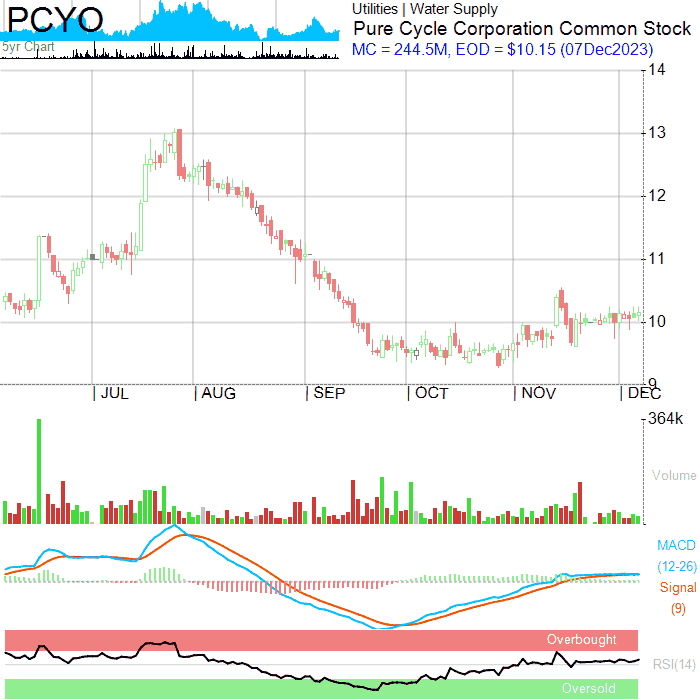 PCYO
5yr Chart
Utilities | Water Supply
Pure Cycle Corporation Common Stock
MC = 244.5M, EOD = $10.15 (07Dec2023)
14
13
12
11
10
9
JUL AUG SEP OCT NOV DEC
364k
Volume
MACD
(12-26)
Signal
(9)
Overbought
RSI(14)
Oversold